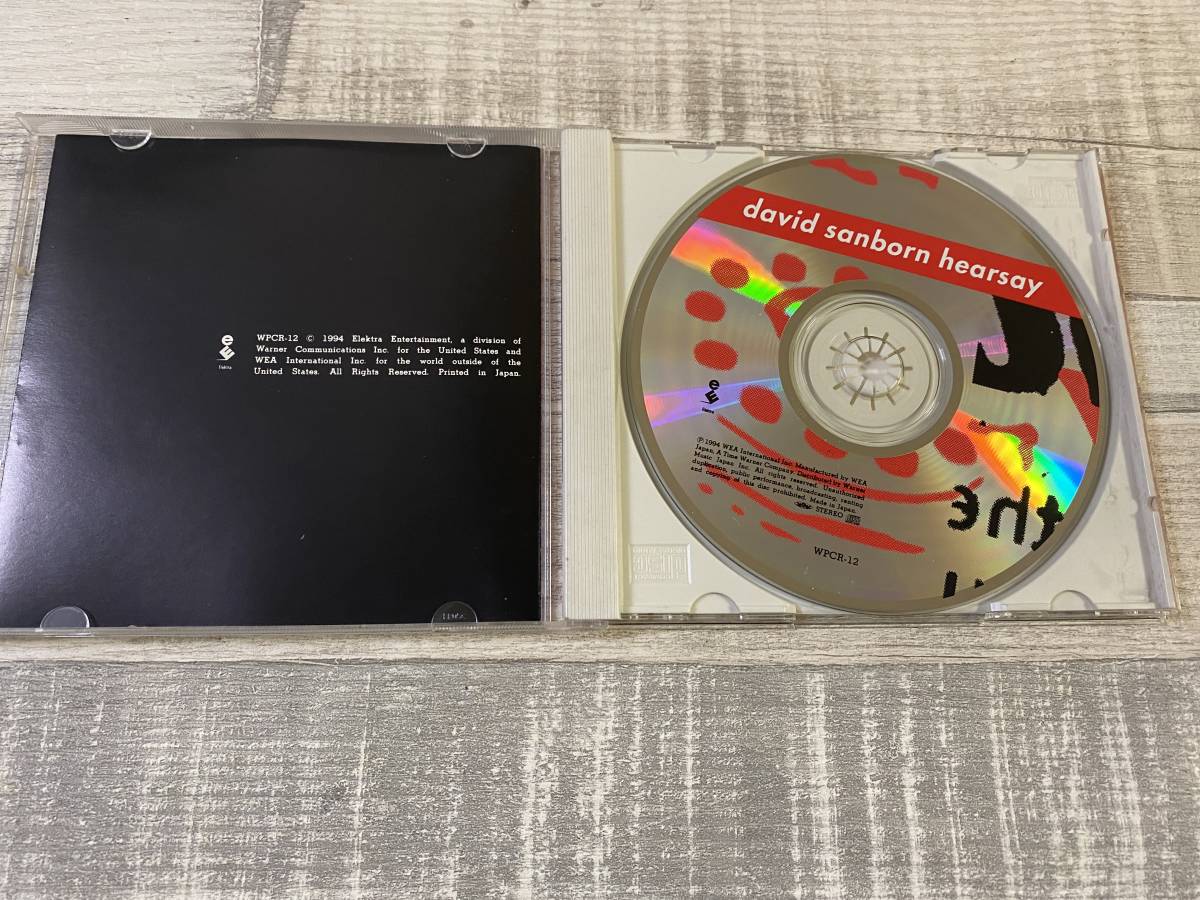 e
Elektra
WPCR-12 © 1994 Elektra Entertainment, a division of
Warner Communications Inc. for the United States and
WEA International Inc. for the world outside of the
United States. All Rights Reserved. Printed in Japan.
david sanborn hearsay
e
Elektra
℗ 1994 WEA International Inc. Manufactured by WEA
Japan, A Time Warner Company. Distributed by Warner
Music Japan Inc. All rights reserved. Unauthorized
duplication, public performance, broadcasting, renting
and copying of this disc prohibited. Made in Japan.
STEREO
WPCR-12
the